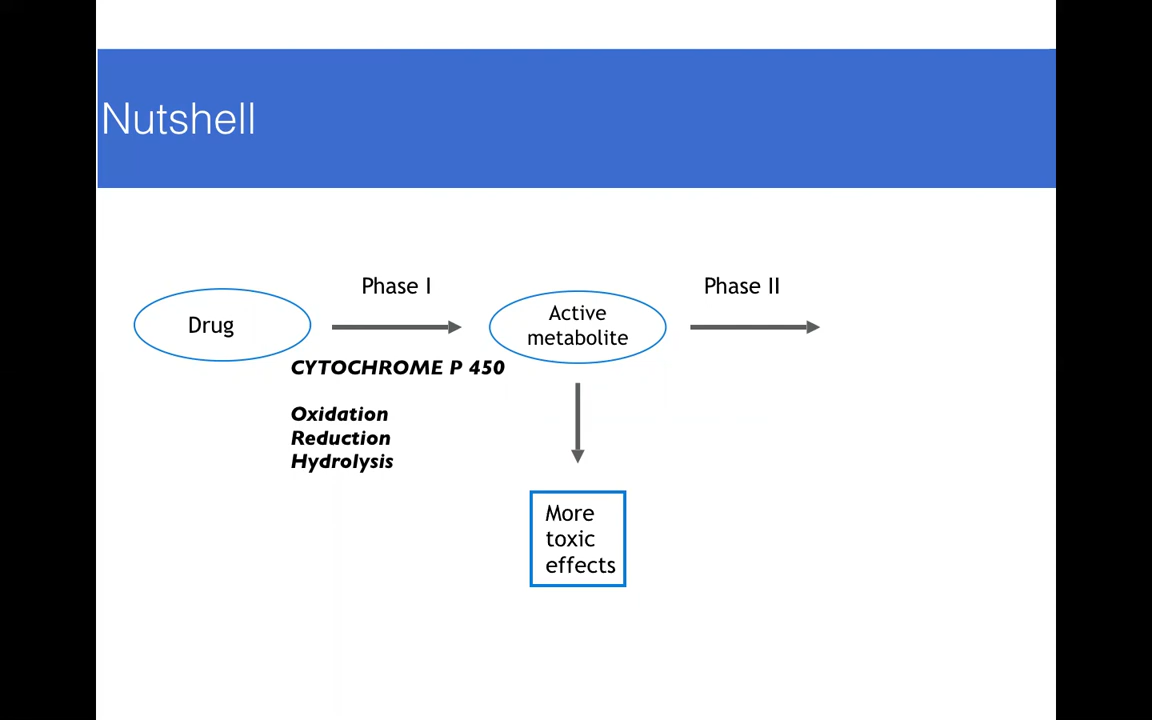 Nutshell
Phase I
Phase II
Drug
Active
metabolite
CYTOCHROME P 450
Oxidation
Reduction
Hydrolysis
More
toxic
effects